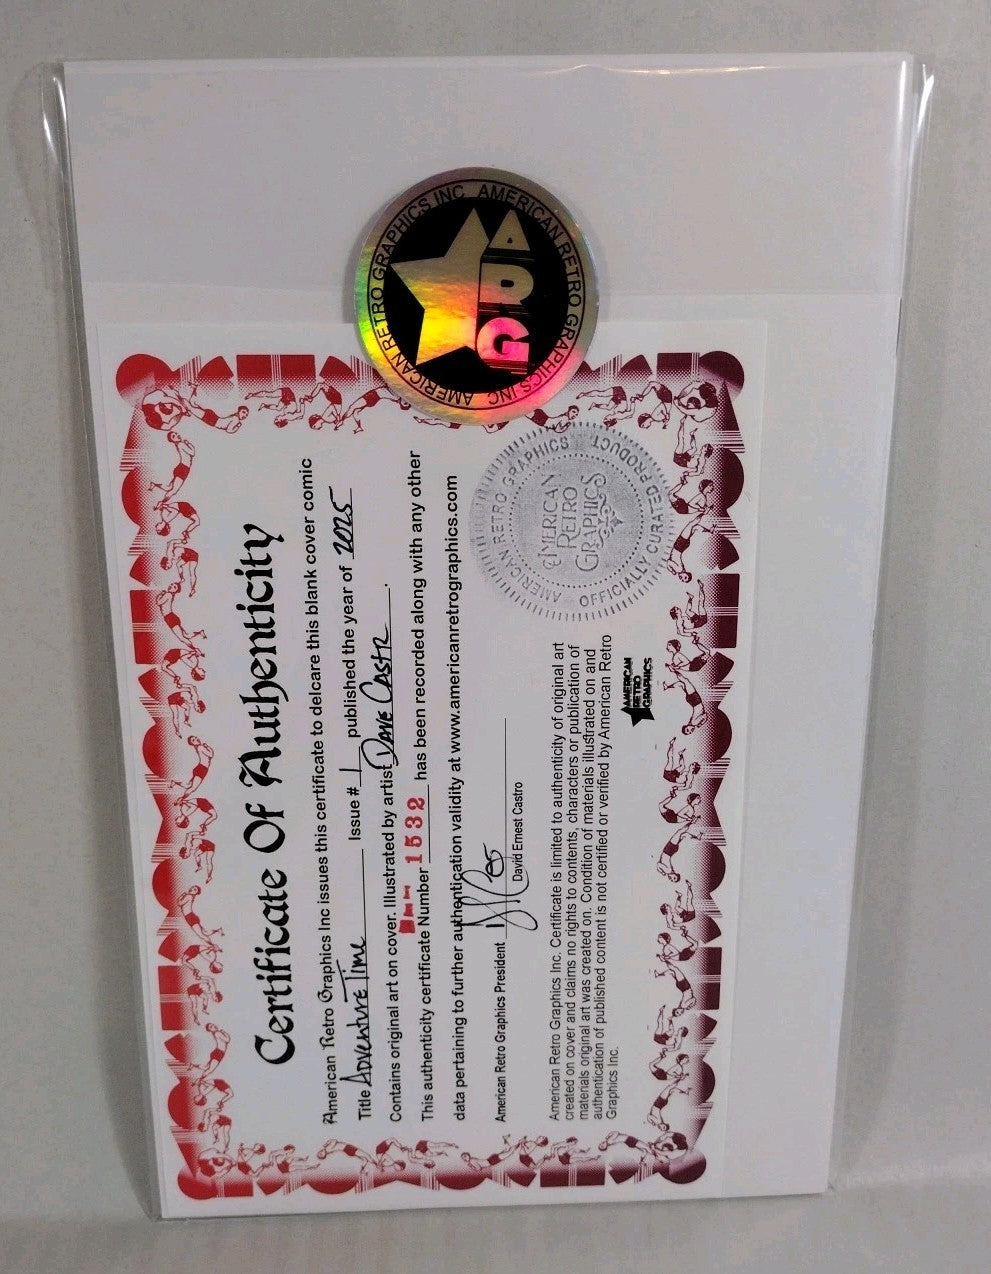 Certificate Of Authenticity
American Retro Graphics Inc issues this certificate to delcare this blank cover comic
Title Adventure Time Issue # 1 published the year of 2025
Contains original art on cover. Illustrated by artist Dave Castr.
This authenticity certificate Number 1532 has been recorded along with any other
data pertaining to further authentication validity at www.americanretrographics.com
American Retro Graphics President
David Ernest Castro
American Retro Graphics Inc. Certificate is limited to authenticity of original art
created on cover and claims no rights to contents, characters or publication of
materials original art was created on. Condition of materials illustrated on and
authentication of published content is not certified or verified by American Retro
Graphics Inc.
AMERICAN
RETRO
GRAPHICS
AMERICAN RETRO GRAPHICS
OFFICIALLY CURATED PRODUCT
AMERICAN
RETRO
GRAPHICS
AMERICAN RETRO GRAPHICS INC
AMERICAN RETRO GRAPHICS INC
ARG